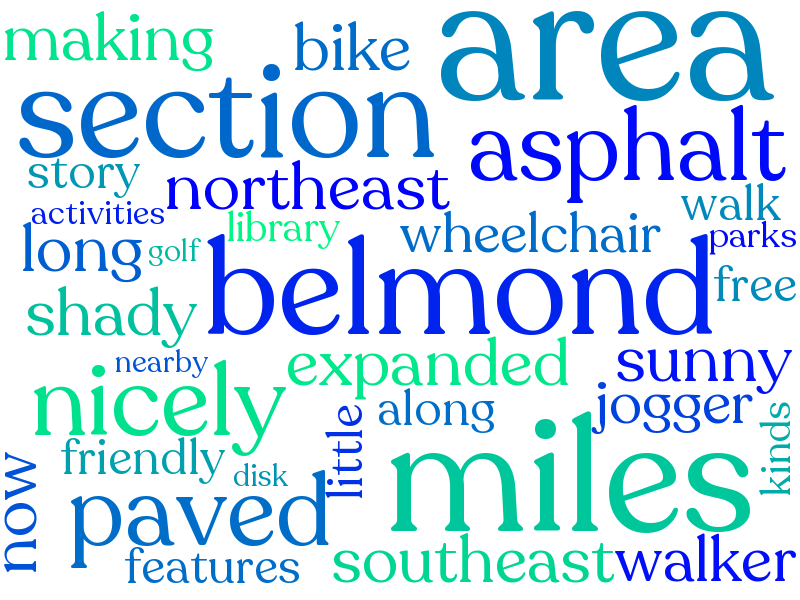 making
bike
area
section
asphalt
story
northeast
activities
walk
library
wheelchair
parks
long
golf
belmond
free
shady
nearby
expanded
sunny
nicely
along
jogger
little
kinds
friendly
disk
miles
now
paved
features
southeast
walker